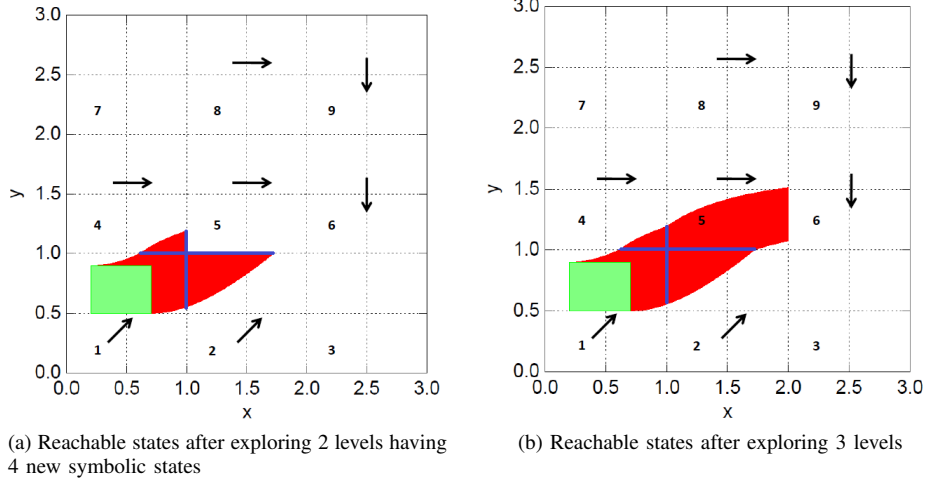 3.0
2.5
7 8 9
2.0
y
1.5
4 5 6
1.0
0.5
1 2 3
0.0
0.0 0.5 1.0 1.5 2.0 2.5 3.0
x
(a) Reachable states after exploring 2 levels having
4 new symbolic states
3.0
2.5
7 8 9
2.0
y
1.5
4 5 6
1.0
0.5
1 2 3
0.0
0.0 0.5 1.0 1.5 2.0 2.5 3.0
x
(b) Reachable states after exploring 3 levels